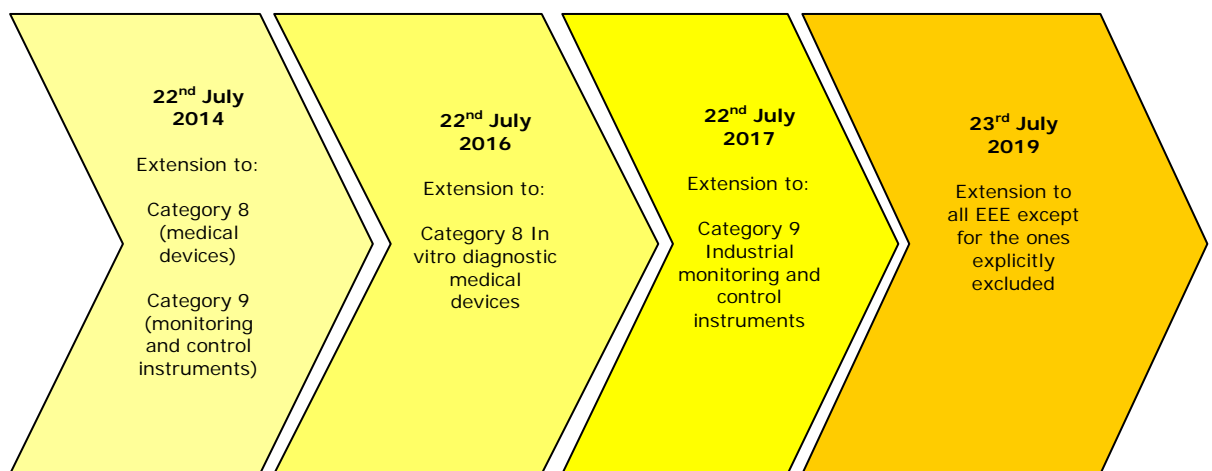 22nd July
2014
Extension to:
Category 8
(medical
devices)
Category 9
(monitoring
and control
instruments)
22nd July
2016
Extension to:
Category 8 In
vitro diagnostic
medical
devices
22nd July
2017
Extension to:
Category 9
Industrial
monitoring and
control
instruments
23rd July
2019
Extension to
all EEE except
for the ones
explicitly
excluded